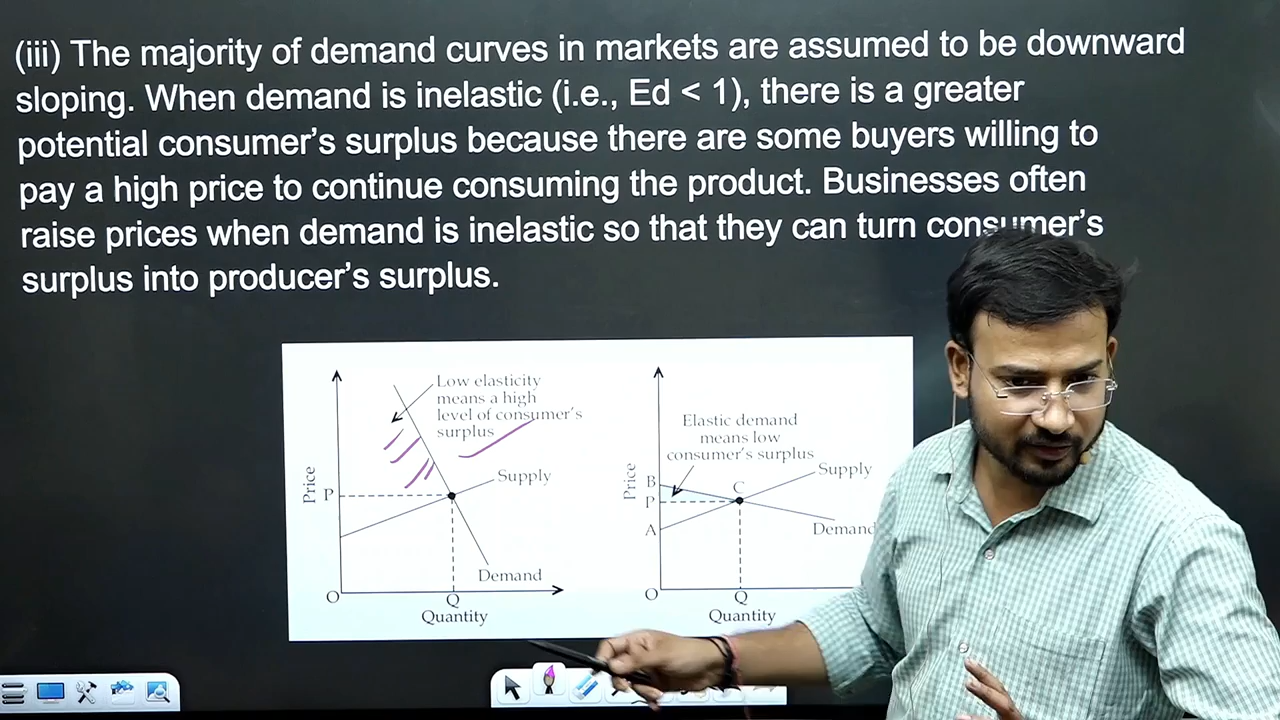 (iii) The majority of demand curves in markets are assumed to be downward
sloping. When demand is inelastic (i.e., Ed < 1), there is a greater
potential consumer’s surplus because there are some buyers willing to
pay a high price to continue consuming the product. Businesses often
raise prices when demand is inelastic so that they can turn consumer’s
surplus into producer’s surplus.
Low elasticity
means a high
level of consumer’s
surplus
Supply
Price
P
Demand
O
Q
Quantity
Elastic demand
means low
consumer’s surplus
Supply
Price
B
C
P
A
Demand
O
Q
Quantity